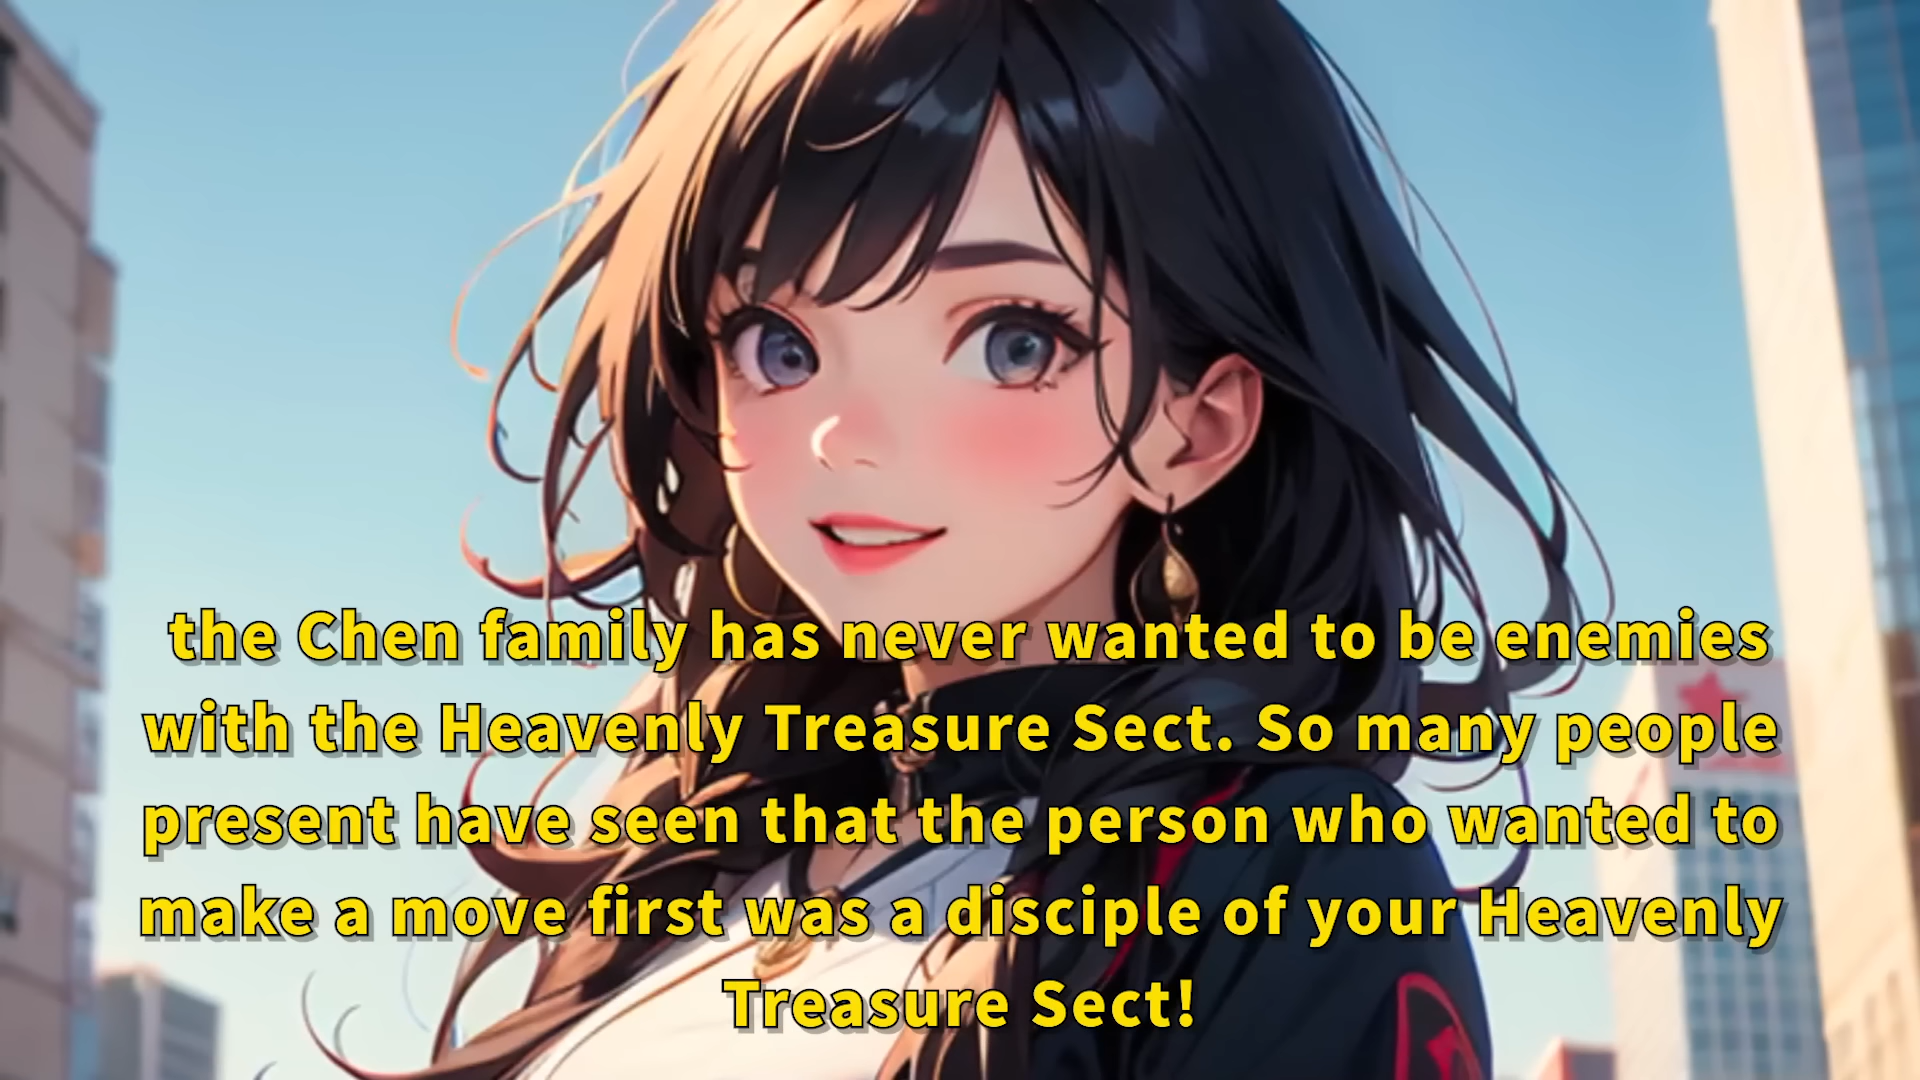 the Chen family has never wanted to be enemies
with the Heavenly Treasure Sect. So many people
present have seen that the person who wanted to
make a move first was a disciple of your Heavenly
Treasure Sect!